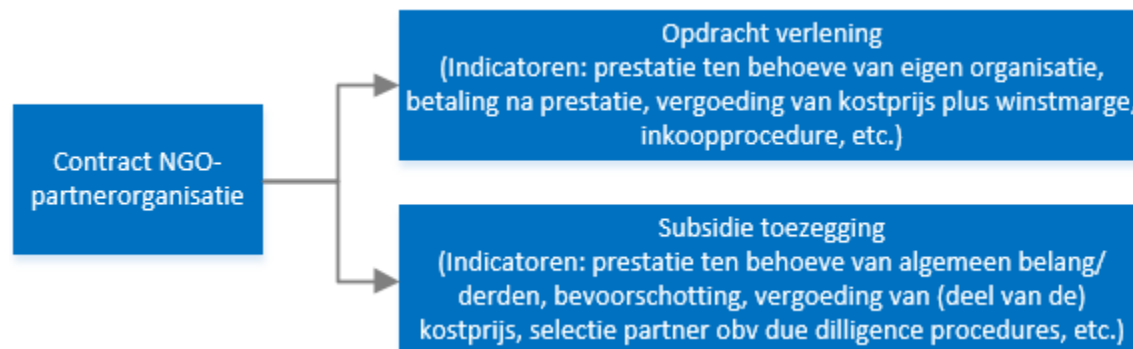 Contract NGO-
partnerorganisatie
Opdracht verlening
(Indicatoren: prestatie ten behoeve van eigen organisatie,
betaling na prestatie, vergoeding van kostprijs plus winstmarge,
inkoopprocedure, etc.)
Subsidie toezegging
(Indicatoren: prestatie ten behoeve van algemeen belang/
derden, bevoorschotting, vergoeding van (deel van de)
kostprijs, selectie partner obv due dilligence procedures, etc.)